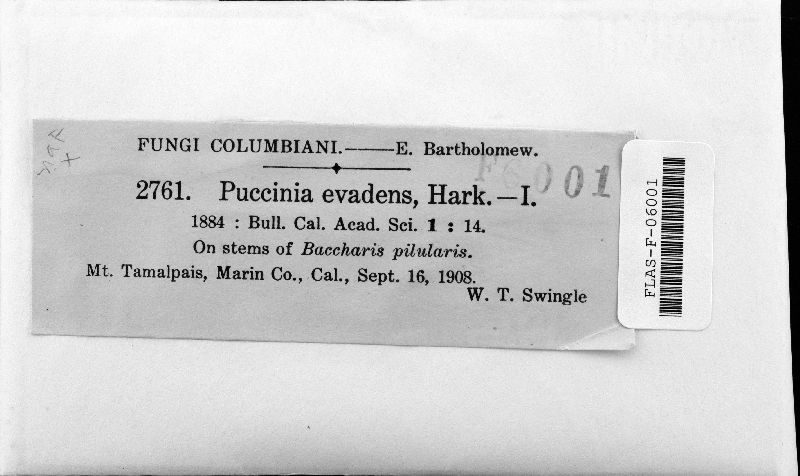 FUNGI COLUMBIANI.———E. Bartholomew.
F6001
2761. Puccinia evadens, Hark.—I.
1884 : Bull. Cal. Acad. Sci. 1 : 14.
On stems of Baccharis pilularis.
Mt. Tamalpais, Marin Co., Cal., Sept. 16, 1908.
W. T. Swingle
FLAS-F-06001